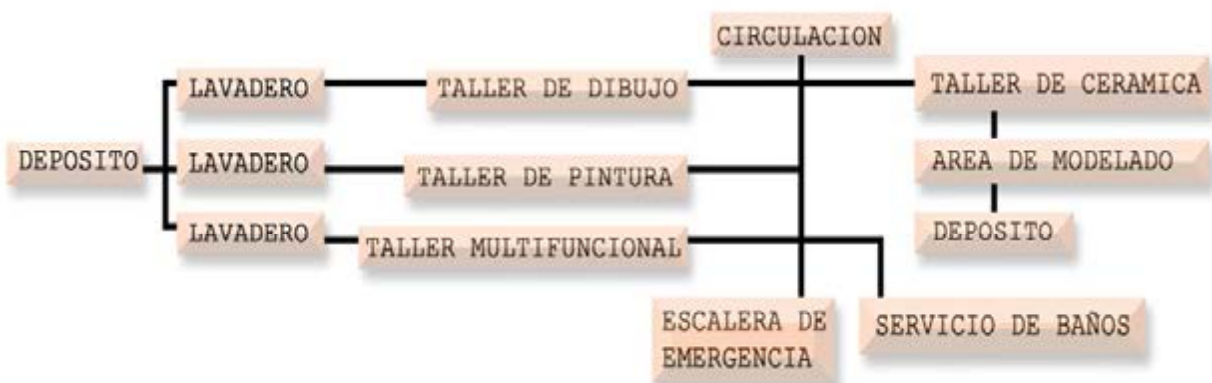 CIRCULACION
LAVADERO
TALLER DE DIBUJO
TALLER DE CERAMICA
DEPOSITO
LAVADERO
TALLER DE PINTURA
AREA DE MODELADO
LAVADERO
TALLER MULTIFUNCIONAL
DEPOSITO
ESCALERA DE
EMERGENCIA
SERVICIO DE BAÑOS